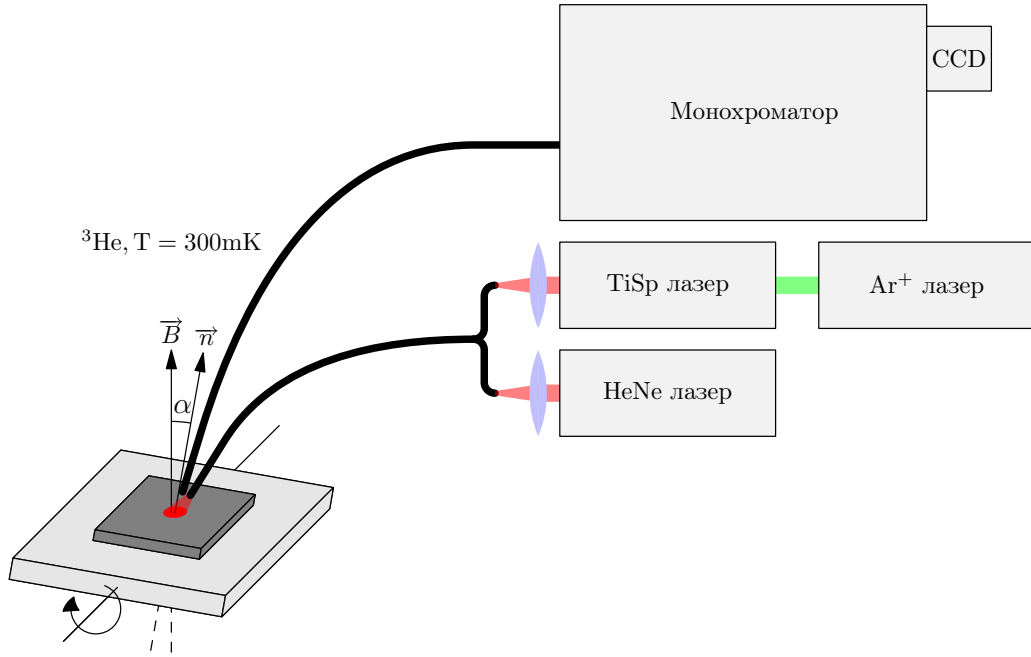 CCD
Монохроматор
³He, T = 300mK
TiSp лазер
Ar⁺ лазер
B⃗
n⃗
α
HeNe лазер